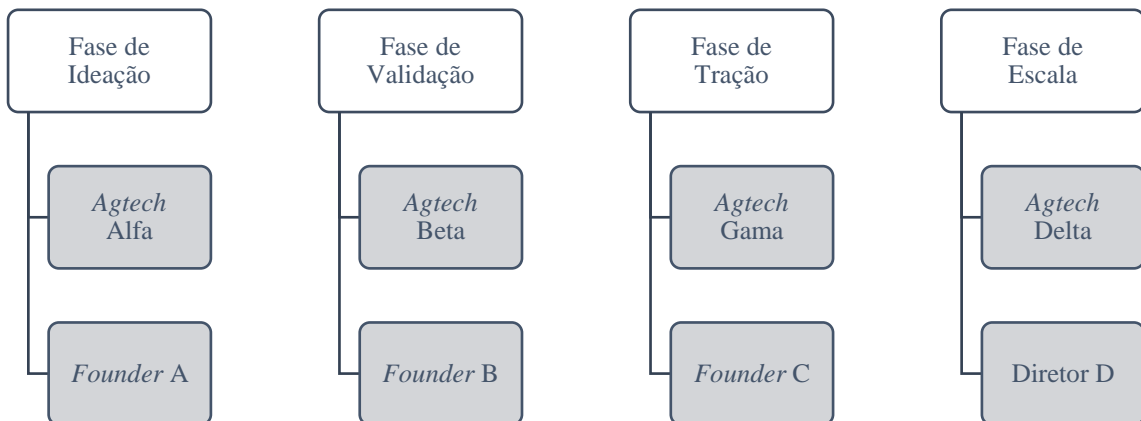 Fase de
Ideação
Agtech
Alfa
Founder A
Fase de
Validação
Agtech
Beta
Founder B
Fase de
Tração
Agtech
Gama
Founder C
Fase de
Escala
Agtech
Delta
Diretor D